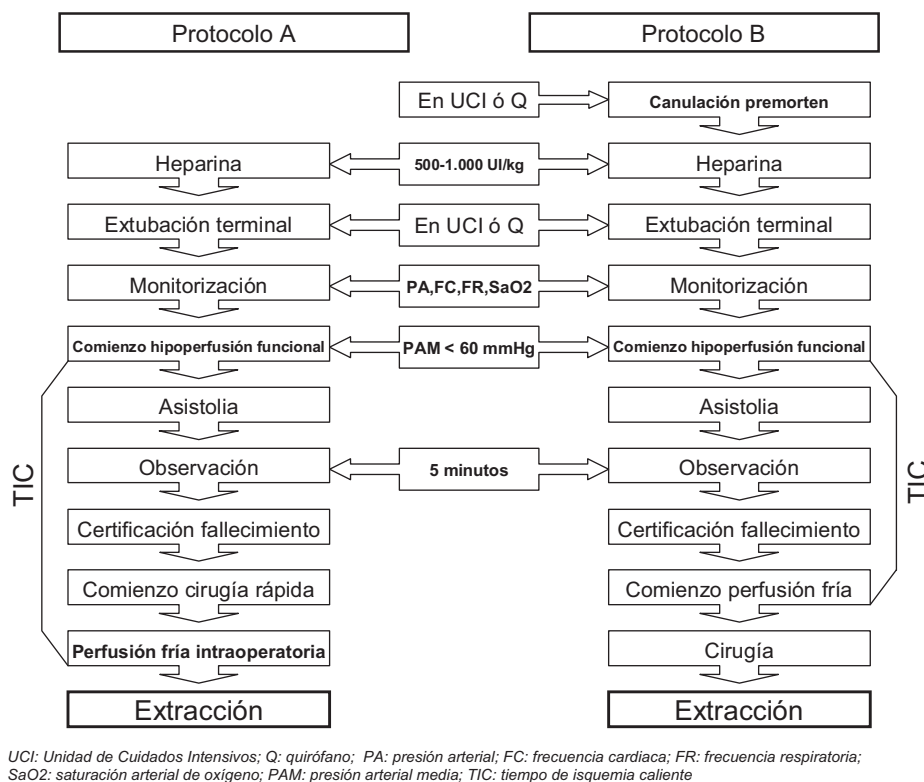 Protocolo A
Protocolo B
En UCI ó Q
Canulación premorten
Heparina
500-1.000 UI/kg
Heparina
Extubación terminal
En UCI ó Q
Extubación terminal
Monitorización
PA,FC,FR,SaO2
Monitorización
Comienzo hipoperfusión funcional
PAM < 60 mmHg
Comienzo hipoperfusión funcional
Asistolia
Asistolia
TIC
Observación
5 minutos
Observación
TIC
Certificación fallecimiento
Certificación fallecimiento
Comienzo cirugía rápida
Comienzo perfusión fría
Perfusión fría intraoperatoria
Cirugía
Extracción
Extracción
UCI: Unidad de Cuidados Intensivos; Q: quirófano; PA: presión arterial; FC: frecuencia cardiaca; FR: frecuencia respiratoria;
SaO2: saturación arterial de oxígeno; PAM: presión arterial media; TIC: tiempo de isquemia caliente